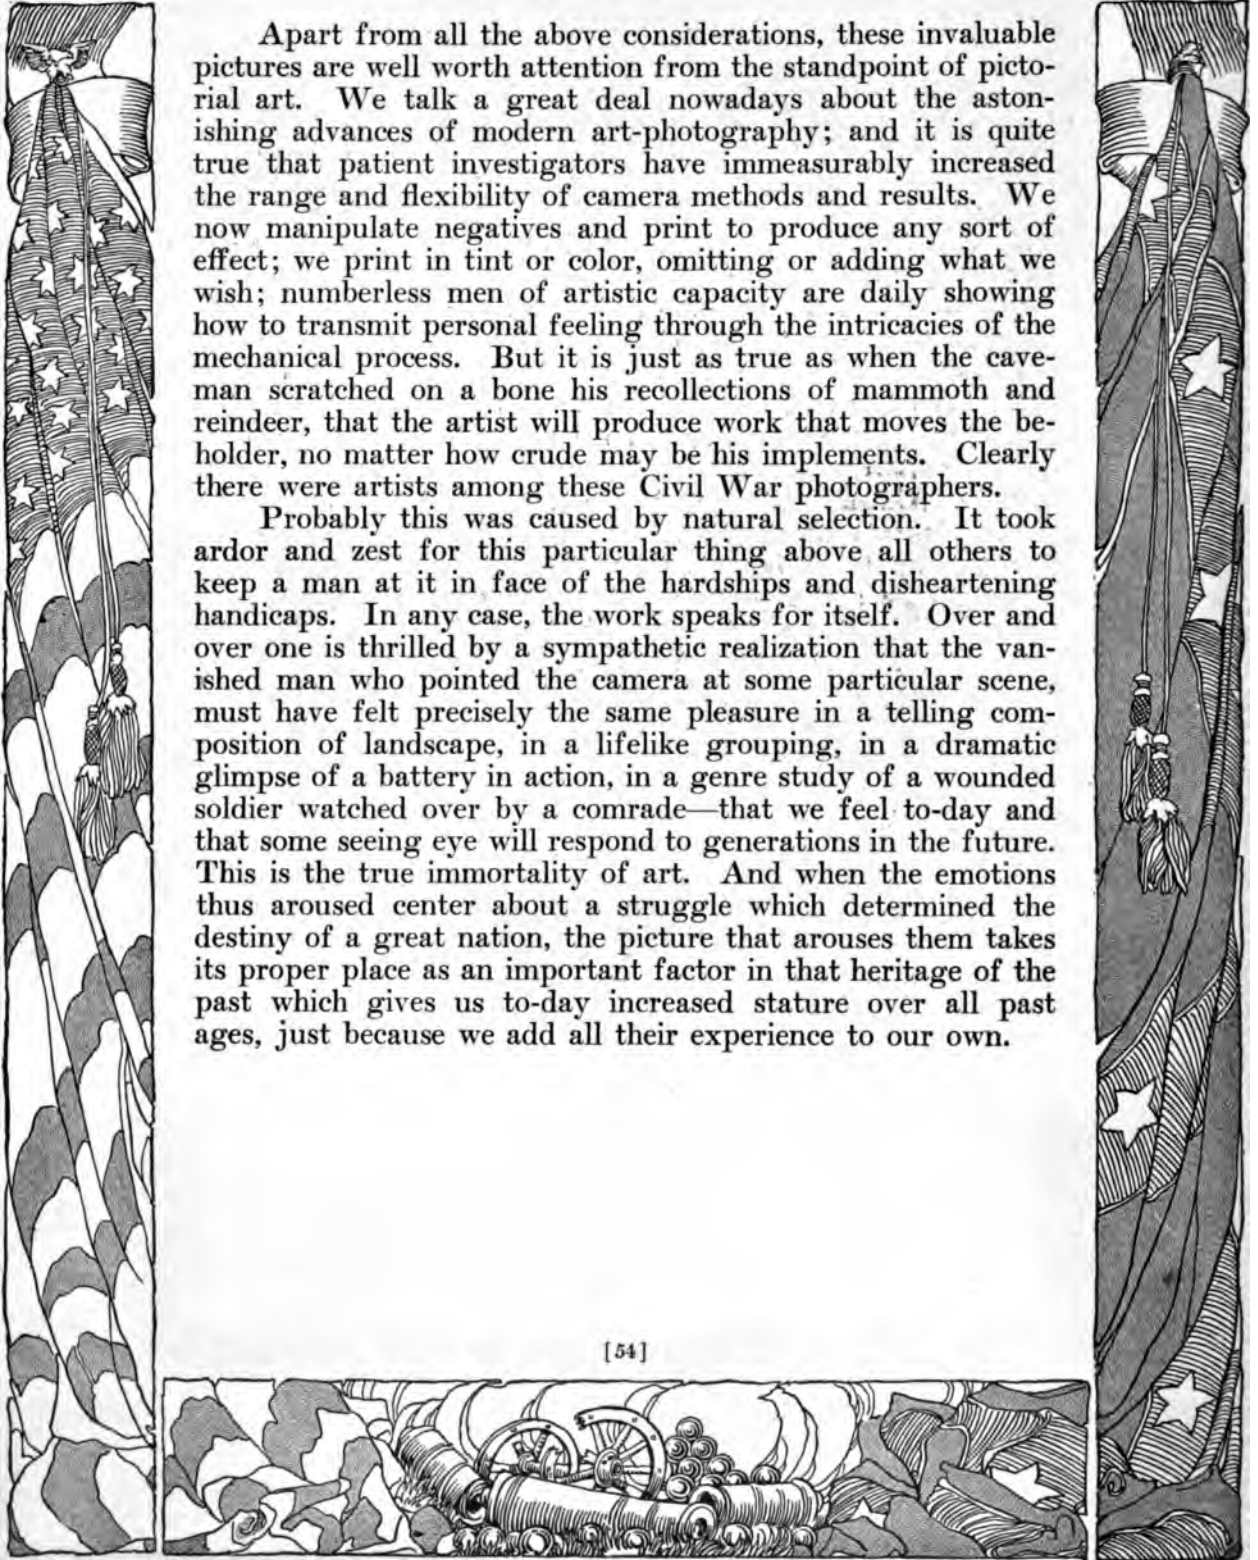 Apart from all the above considerations, these invaluable
pictures are well worth attention from the standpoint of picto-
rial art. We talk a great deal nowadays about the aston-
ishing advances of modern art-photography; and it is quite
true that patient investigators have immeasurably increased
the range and flexibility of camera methods and results. We
now manipulate negatives and print to produce any sort of
effect; we print in tint or color, omitting or adding what we
wish; numberless men of artistic capacity are daily showing
how to transmit personal feeling through the intricacies of the
mechanical process. But it is just as true as when the cave-
man scratched on a bone his recollections of mammoth and
reindeer, that the artist will produce work that moves the be-
holder, no matter how crude may be his implements. Clearly
there were artists among these Civil War photographers.
Probably this was caused by natural selection. It took
ardor and zest for this particular thing above all others to
keep a man at it in face of the hardships and disheartening
handicaps. In any case, the work speaks for itself. Over and
over one is thrilled by a sympathetic realization that the van-
ished man who pointed the camera at some particular scene,
must have felt precisely the same pleasure in a telling com-
position of landscape, in a lifelike grouping, in a dramatic
glimpse of a battery in action, in a genre study of a wounded
soldier watched over by a comrade—that we feel to-day and
that some seeing eye will respond to generations in the future.
This is the true immortality of art. And when the emotions
thus aroused center about a struggle which determined the
destiny of a great nation, the picture that arouses them takes
its proper place as an important factor in that heritage of the
past which gives us to-day increased stature over all past
ages, just because we add all their experience to our own.
[54]